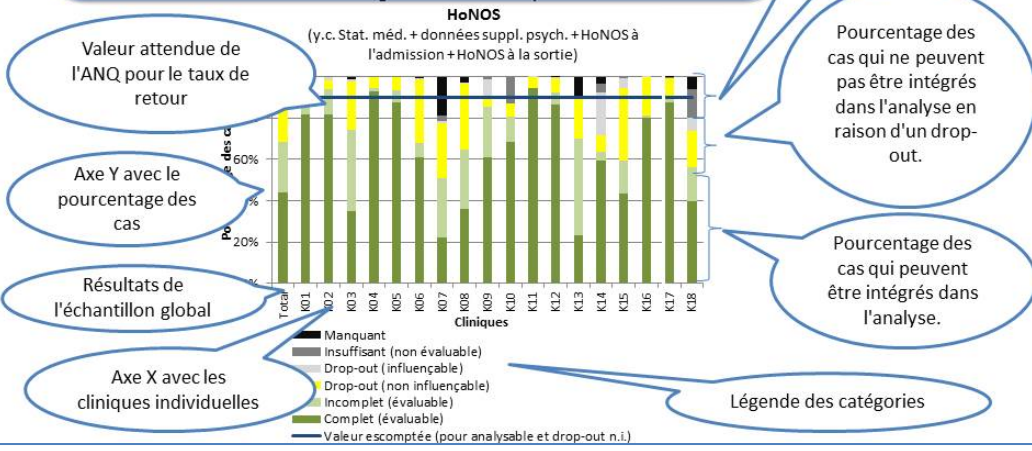 HoNOS
(y.c. Stat. méd. + données suppl. psych. + HoNOS à
l'admission + HoNOS à la sortie)
Valeur attendue de
l'ANQ pour le taux de
retour
Pourcentage des
cas qui ne peuvent
pas être intégrés
dans l'analyse en
raison d'un drop-
out.
Axe Y avec le
pourcentage des
cas
60%
20%
Pourcentage des
cas qui peuvent
être intégrés dans
l'analyse.
Résultats de
l'échantillon global
Total
K01
K02
K03
K04
K05
K06
K07
K08
K09
K10
K11
K12
K13
K14
K15
K16
K17
K18
Cliniques
Axe X avec les
cliniques individuelles
Manquant
Insuffisant (non évaluable)
Drop-out (influençable)
Drop-out (non influençable)
Incomplet (évaluable)
Complet (évaluable)
Valeur escomptée (pour analysable et drop-out n.i.)
Légende des catégories